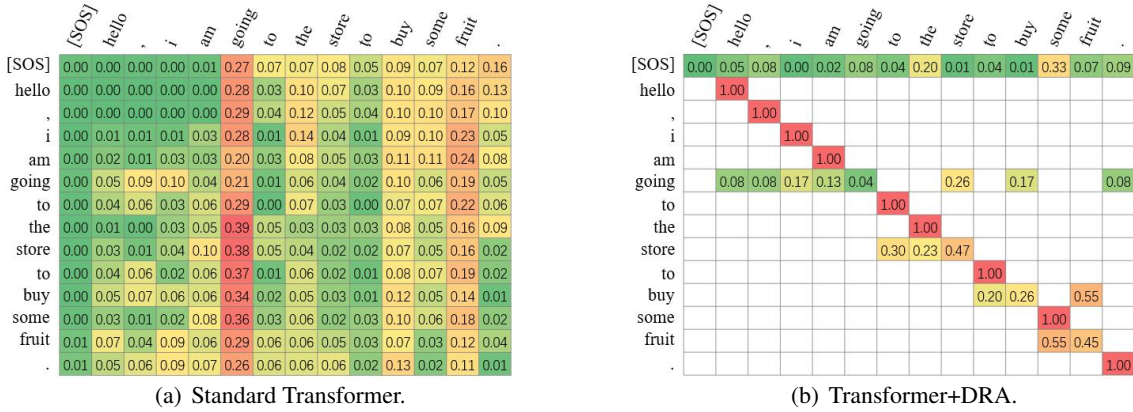 [SOS] hello , i am going to the store to buy some fruit .
[SOS] 0.00 0.00 0.00 0.00 0.01 0.27 0.07 0.07 0.08 0.05 0.09 0.07 0.12 0.16
hello 0.00 0.00 0.00 0.00 0.00 0.28 0.03 0.10 0.07 0.03 0.10 0.09 0.16 0.13
, 0.00 0.00 0.00 0.00 0.00 0.29 0.04 0.12 0.05 0.04 0.10 0.10 0.17 0.10
i 0.00 0.01 0.01 0.01 0.03 0.28 0.01 0.14 0.04 0.01 0.09 0.10 0.23 0.05
am 0.00 0.02 0.01 0.03 0.03 0.20 0.03 0.08 0.05 0.03 0.11 0.11 0.24 0.08
going 0.00 0.05 0.09 0.10 0.04 0.21 0.01 0.06 0.04 0.02 0.10 0.06 0.19 0.05
to 0.00 0.04 0.06 0.03 0.06 0.29 0.00 0.07 0.03 0.00 0.07 0.07 0.22 0.06
the 0.00 0.01 0.00 0.03 0.05 0.39 0.05 0.03 0.03 0.03 0.08 0.05 0.16 0.09
store 0.00 0.03 0.01 0.04 0.10 0.38 0.05 0.04 0.02 0.02 0.07 0.05 0.16 0.02
to 0.00 0.04 0.06 0.02 0.06 0.37 0.01 0.06 0.02 0.01 0.08 0.07 0.19 0.02
buy 0.00 0.05 0.07 0.06 0.06 0.34 0.02 0.05 0.03 0.01 0.12 0.05 0.14 0.01
some 0.00 0.03 0.01 0.02 0.08 0.36 0.03 0.06 0.02 0.03 0.10 0.06 0.18 0.02
fruit 0.01 0.07 0.04 0.09 0.06 0.29 0.06 0.06 0.05 0.03 0.07 0.03 0.12 0.04
. 0.01 0.05 0.06 0.09 0.07 0.26 0.06 0.06 0.06 0.02 0.13 0.02 0.11 0.01
(a) Standard Transformer.
[SOS] hello , i am going to the store to buy some fruit .
[SOS] 0.00 0.05 0.08 0.00 0.02 0.08 0.04 0.20 0.01 0.04 0.01 0.33 0.07 0.09
hello 1.00
, 1.00
i 1.00
am 1.00
going 0.08 0.08 0.17 0.13 0.04 0.26 0.17 0.08
to 1.00
the 1.00
store 0.30 0.23 0.47
to 1.00
buy 0.20 0.26 0.55
some 1.00
fruit 0.55 0.45
. 1.00
(b) Transformer+DRA.